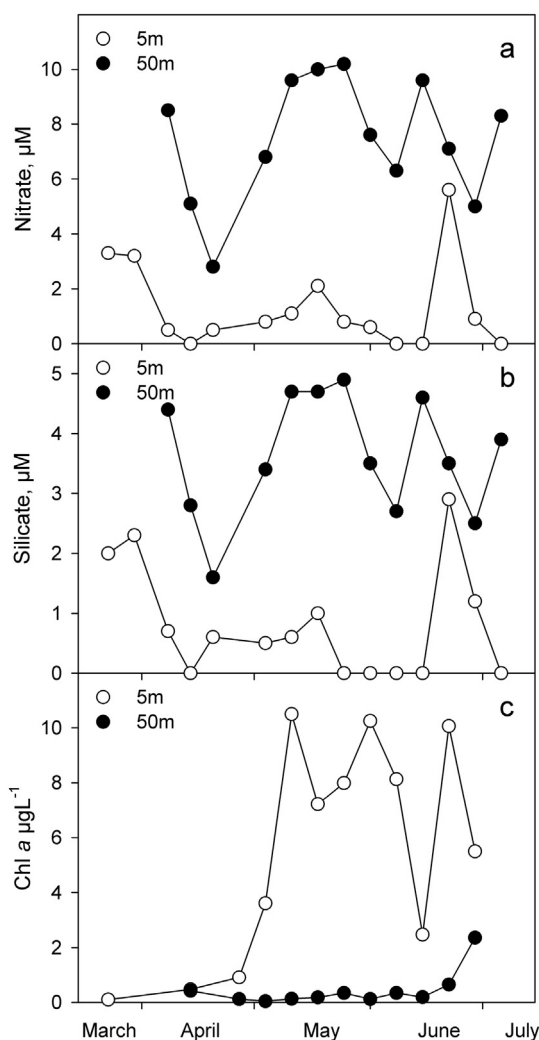 a
5m
50m
10
8
6
4
2
0
Nitrate, µM
b
5m
50m
5
4
3
2
1
0
Silicate, µM
c
5m
50m
10
8
6
4
2
0
Chl a µgL⁻¹
March April May June July